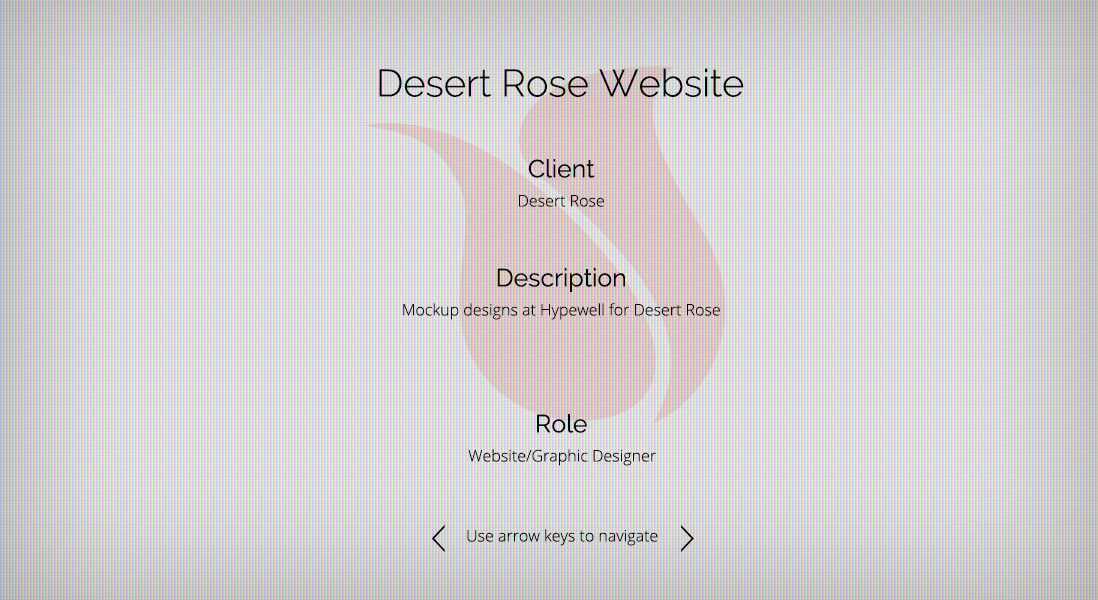 Desert Rose Website
Client
Desert Rose
Description
Mockup designs at Hypewell for Desert Rose
Role
Website/Graphic Designer
Use arrow keys to navigate